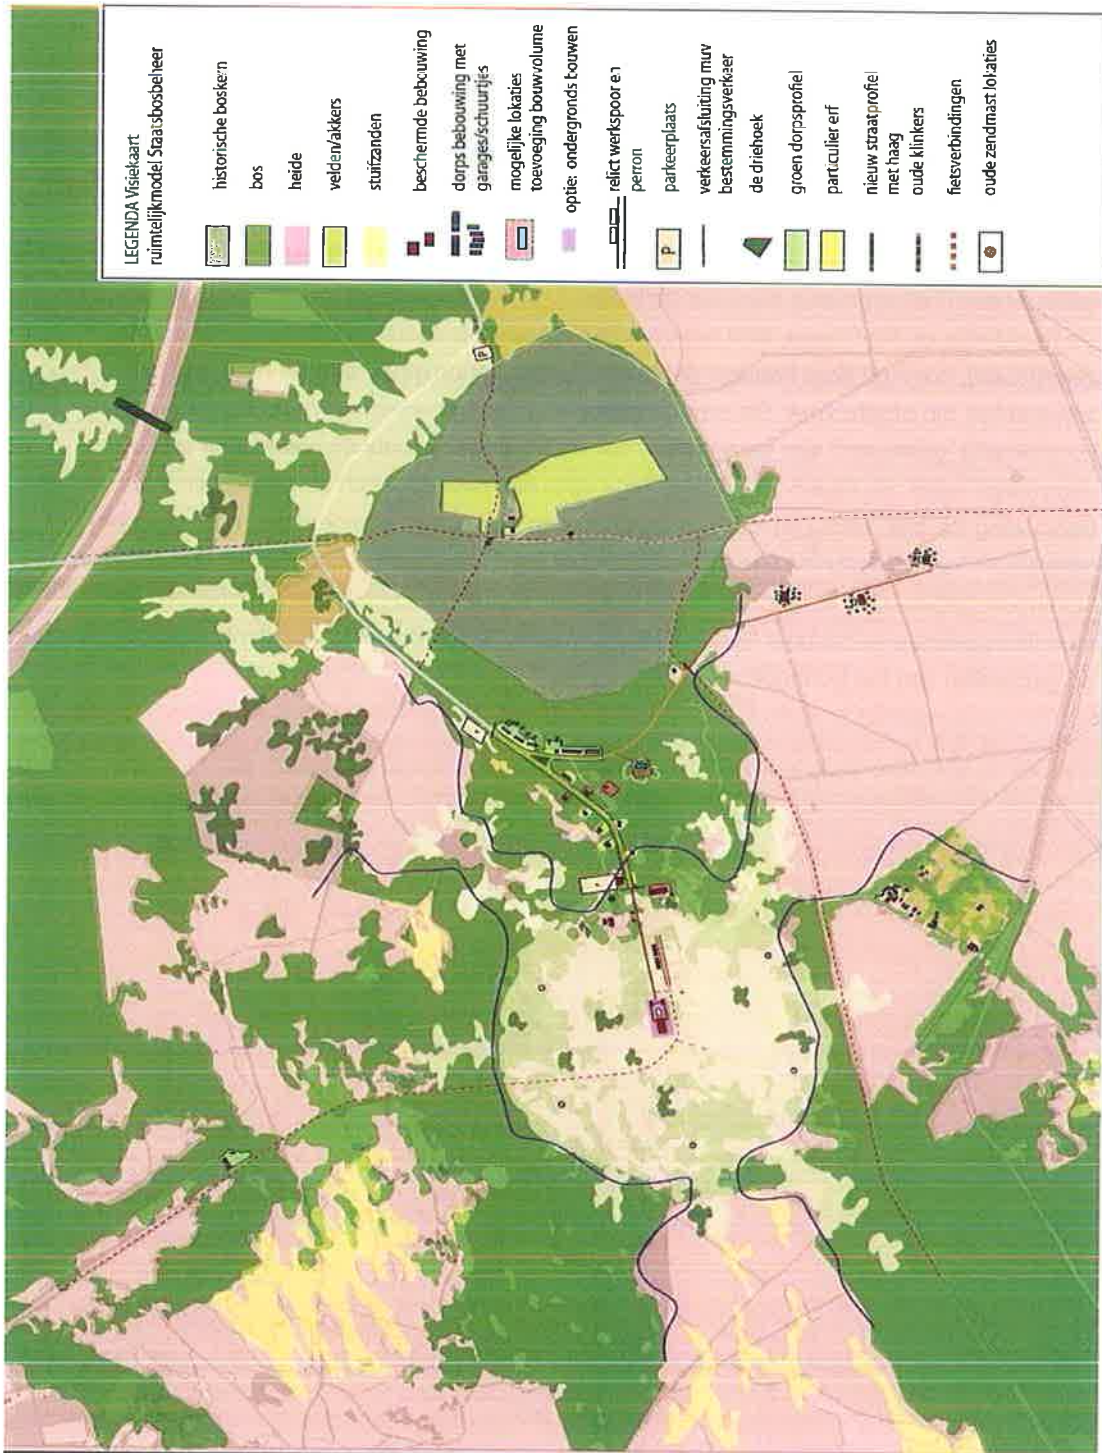 LEGENDA Visiekaart
ruimtelijkmodel Staatsbosbeheer
historische boskern
bos
heide
velden/akkers
stuifzanden
beschermde bebouwing
dorps bebouwing met
garages/schuurtjes
mogelijke lokaties
toevoeging bouwvolume
optie: ondergronds bouwen
relict werkspoor en
perron
P
parkeerplaats
verkeersafsluiting muv
bestemmingsverkaer
de driehoek
groen dorpsprofiel
particulier erf
nieuw straatprofiel
met haag
oude klinkers
fietsverbindingen
oude zendmast lokaties
P